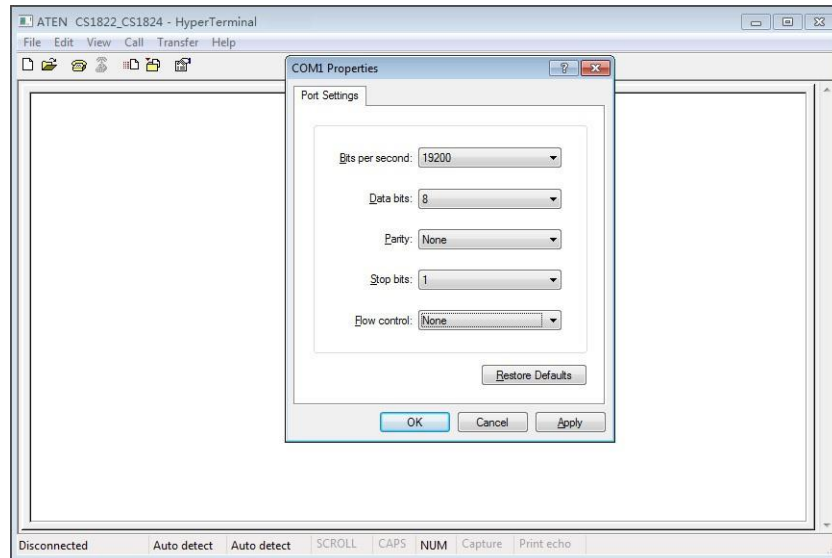 ATEN CS1822_CS1824 - HyperTerminal
File Edit View Call Transfer Help
COM1 Properties
Port Settings
Bits per second: 19200
Data bits: 8
Parity: None
Stop bits: 1
Flow control: None
Restore Defaults
OK Cancel Apply
Disconnected Auto detect Auto detect SCROLL CAPS NUM Capture Print echo